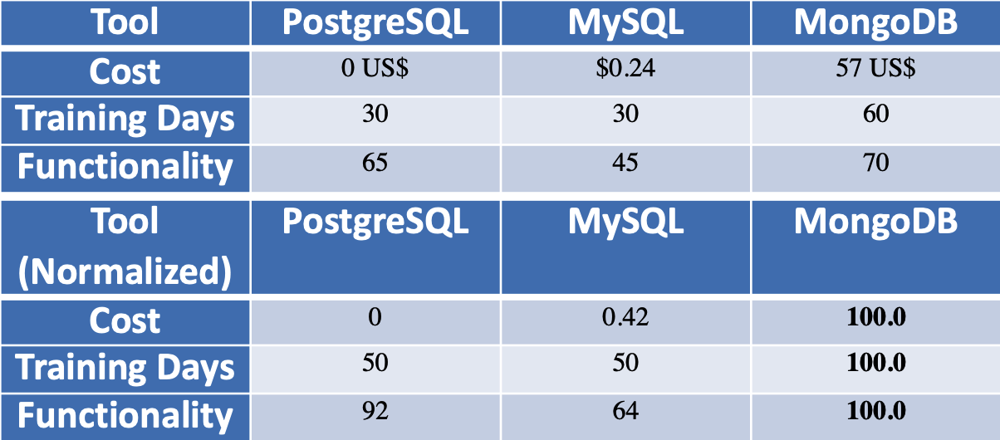 Tool PostgreSQL MySQL MongoDB
Cost 0 US$ $0.24 57 US$
Training Days 30 30 60
Functionality 65 45 70
Tool PostgreSQL MySQL MongoDB
(Normalized)
Cost 0 0.42 100.0
Training Days 50 50 100.0
Functionality 92 64 100.0